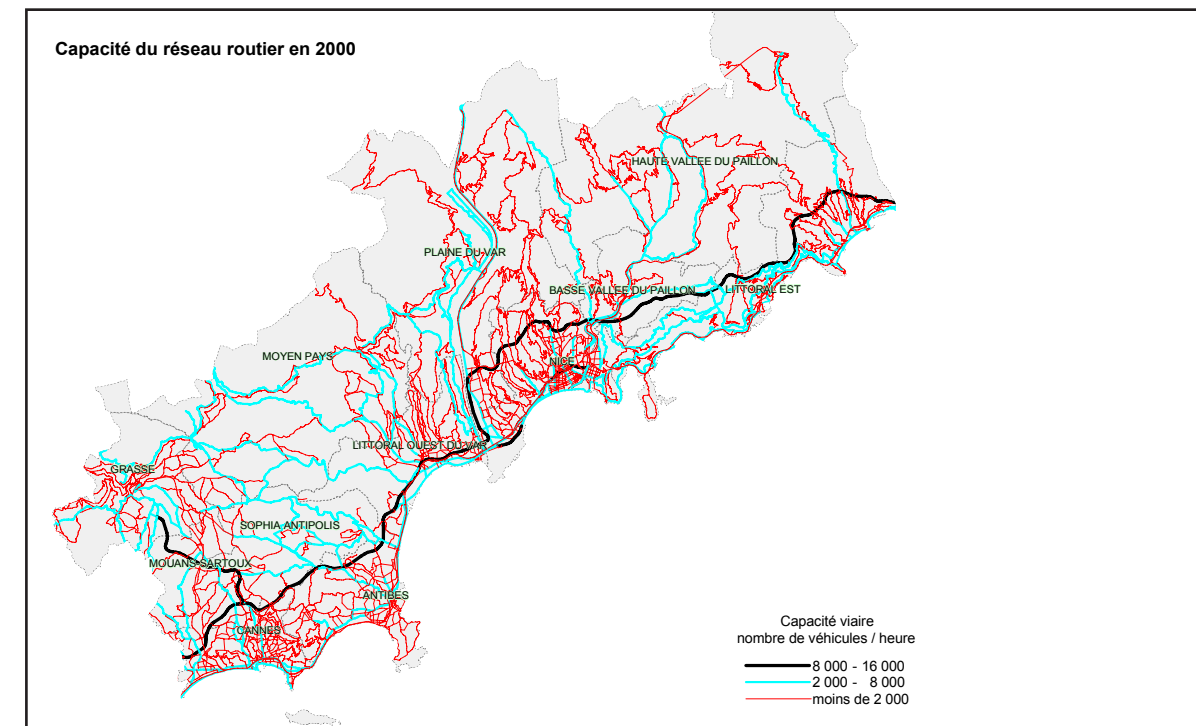 Capacité du réseau routier en 2000
HAUTE VALLEE DU PAILLON
PLAINE DU VAR
BASSE VALLEE DU PAILLON
LITTORAL EST
MOYEN PAYS
NICE
LITTORAL OUEST DU VAR
GRASSE
SOPHIA ANTIPOLIS
MOUANS-SARTOUX
ANTIBES
CANNES
Capacité viaire
nombre de véhicules / heure
8 000 - 16 000
2 000 - 8 000
moins de 2 000